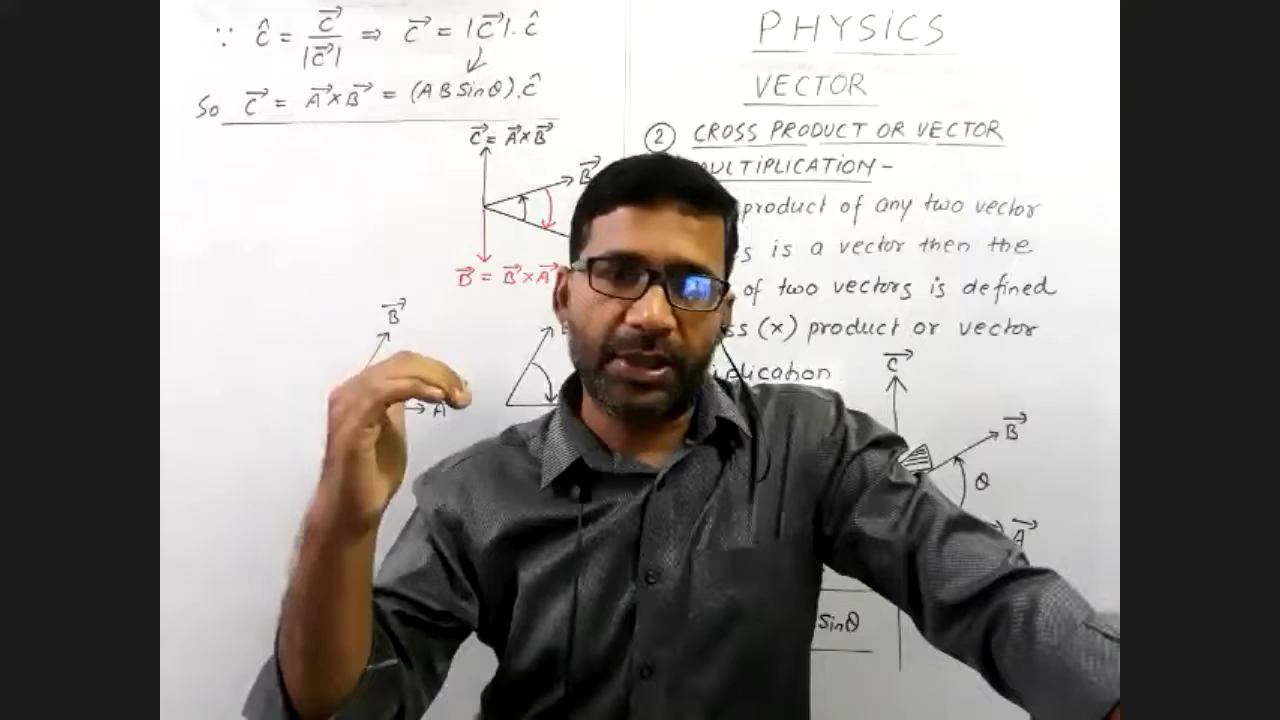 ∵ ĉ = C⃗ / |C⃗| ⇒ C⃗ = |C⃗|. ĉ
So C⃗ = A⃗×B⃗ = (AB Sinθ).ĉ
C⃗ = A⃗×B⃗
B⃗
B⃗ = B⃗×A⃗
B⃗
A
PHYSICS
VECTOR
② CROSS PRODUCT OR VECTOR
MULTIPLICATION -
product of any two vector
is a vector then the
of two vectors is defined
(×) product or vector
C⃗
B⃗
θ
A⃗
Sinθ